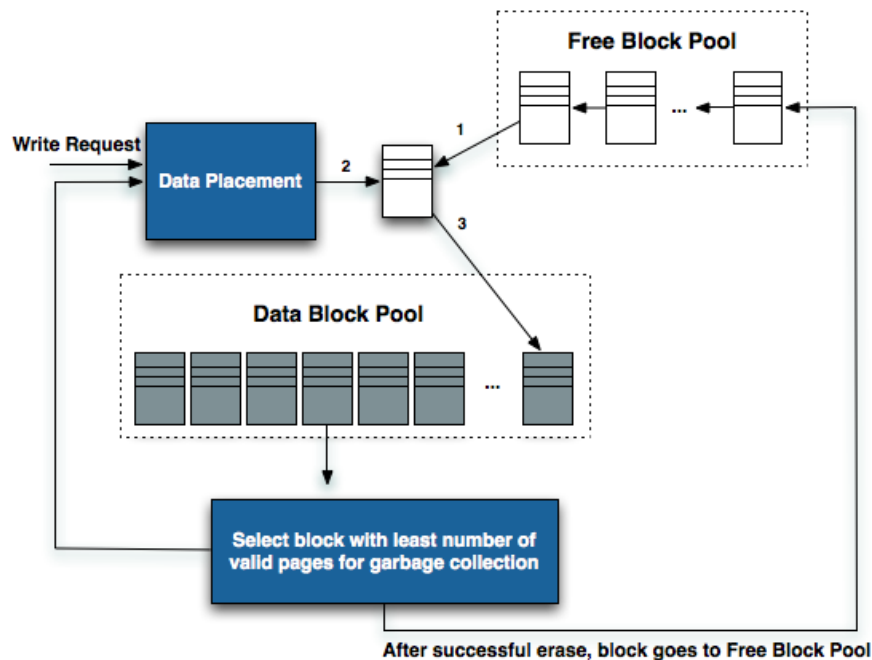 Free Block Pool
...
1
Write Request
Data Placement
2
3
Data Block Pool
...
Select block with least number of
valid pages for garbage collection
After successful erase, block goes to Free Block Pool